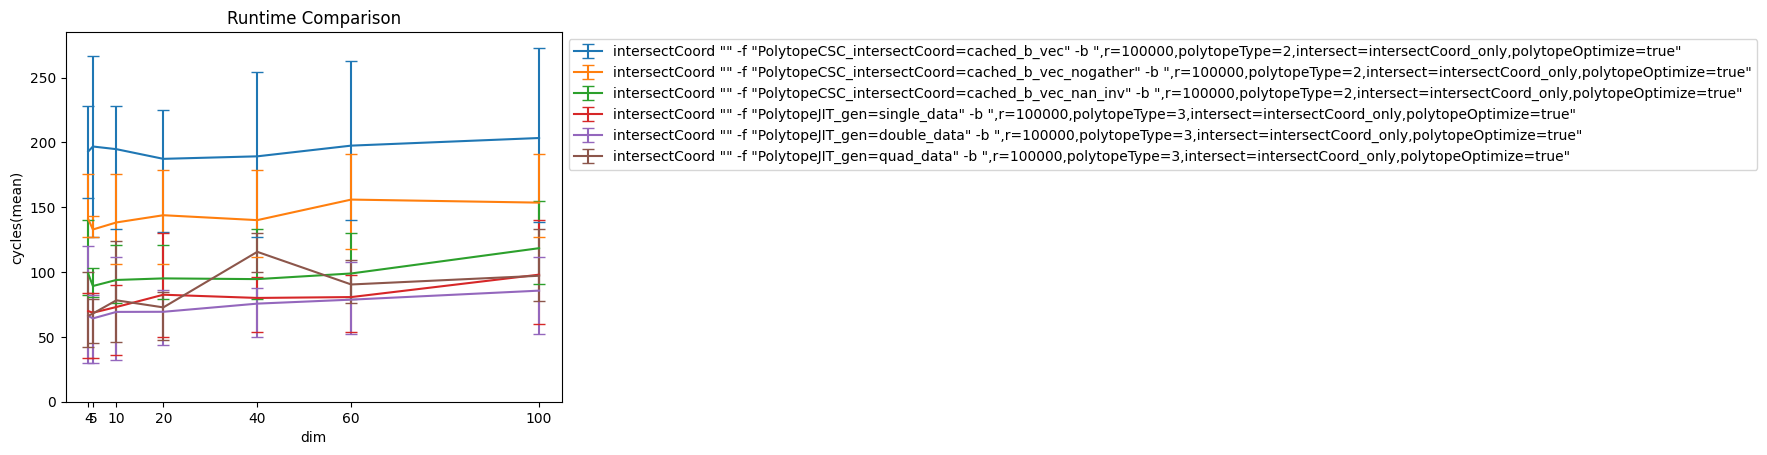 Runtime Comparison
intersectCoord "" -f "PolytopeCSC_intersectCoord=cached_b_vec" -b ",r=100000,polytopeType=2,intersect=intersectCoord_only,polytopeOptimize=true"
intersectCoord "" -f "PolytopeCSC_intersectCoord=cached_b_vec_nogather" -b ",r=100000,polytopeType=2,intersect=intersectCoord_only,polytopeOptimize=true"
intersectCoord "" -f "PolytopeCSC_intersectCoord=cached_b_vec_nan_inv" -b ",r=100000,polytopeType=2,intersect=intersectCoord_only,polytopeOptimize=true"
intersectCoord "" -f "PolytopeJIT_gen=single_data" -b ",r=100000,polytopeType=3,intersect=intersectCoord_only,polytopeOptimize=true"
intersectCoord "" -f "PolytopeJIT_gen=double_data" -b ",r=100000,polytopeType=3,intersect=intersectCoord_only,polytopeOptimize=true"
intersectCoord "" -f "PolytopeJIT_gen=quad_data" -b ",r=100000,polytopeType=3,intersect=intersectCoord_only,polytopeOptimize=true"
cycles(mean)
250
200
150
100
50
0
4 5 10 20 40 60 100
dim